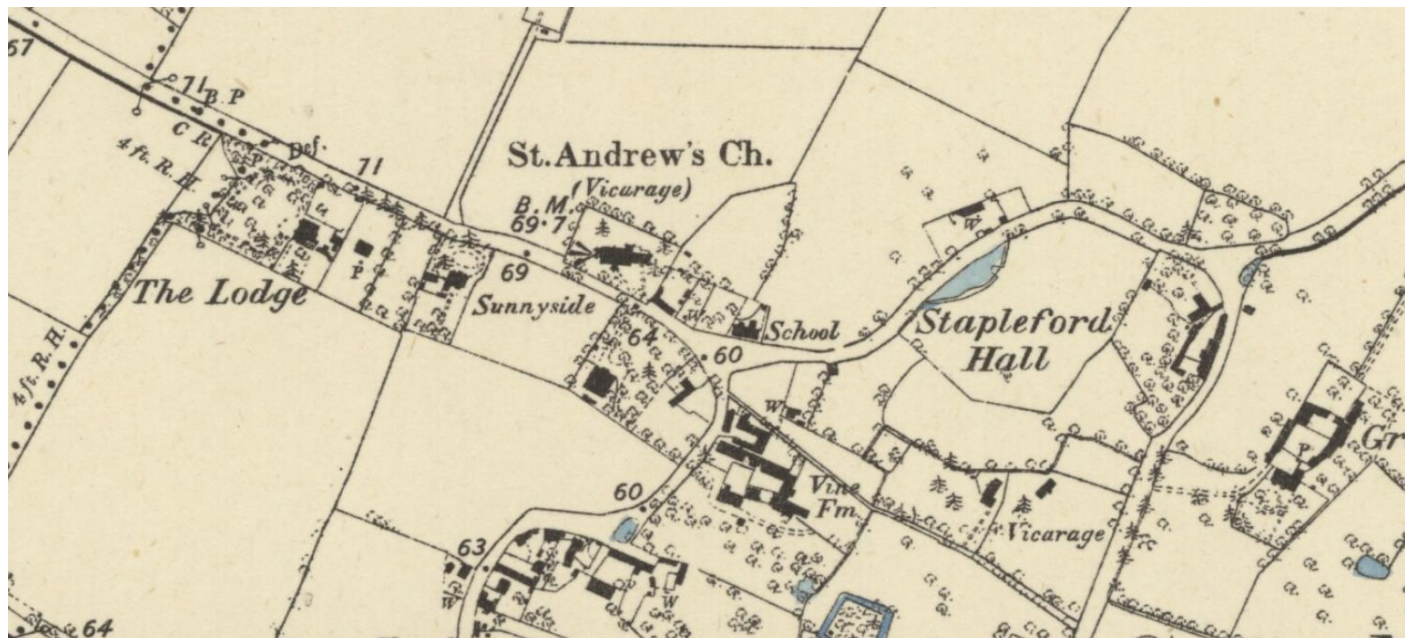 67
71
B.P
C.R.
Def.
4 ft. R.H.
71
St. Andrew's Ch.
(Vicarage)
B.M.
69·7
W
The Lodge
P
69
Sunnyside
W
School
Stapleford
Hall
64
60
4 ft. R.H.
W
P
Gr
60
Vine
Fm
Vicarage
63
W
W
64